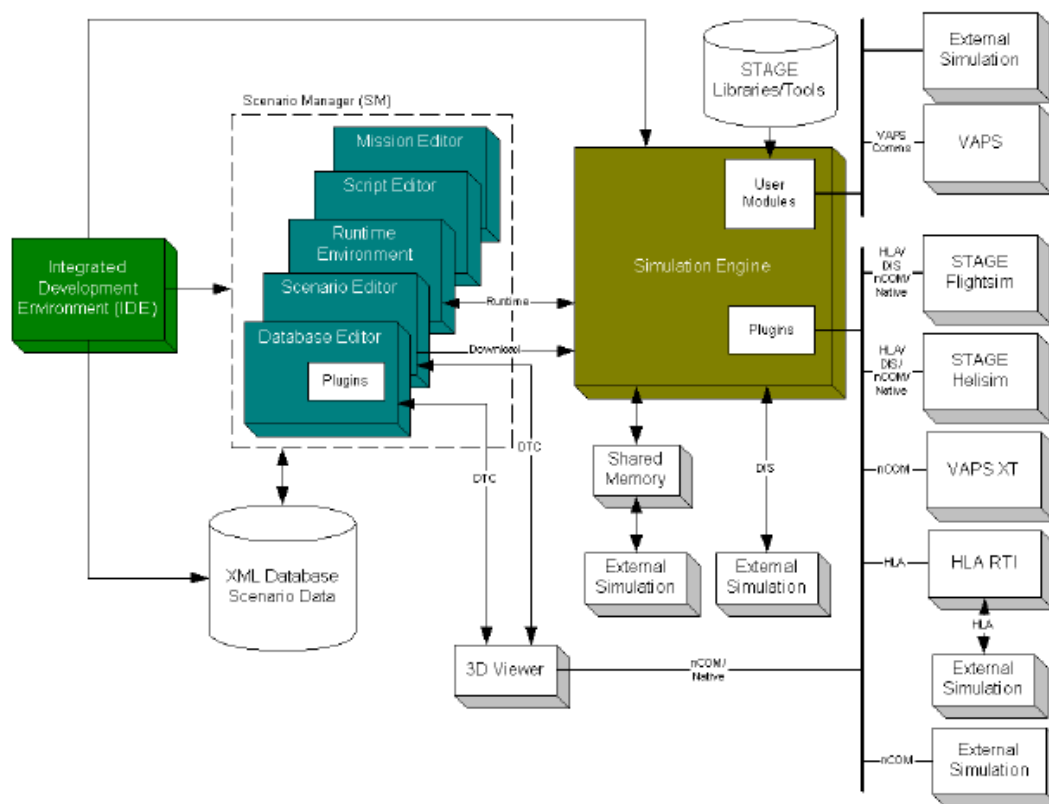 STAGE
Libraries/Tools
External
Simulation
Scenario Manager (SM)
Mission Editor
VAPS
Comms
VAPS
Script Editor
User
Modules
Runtime
Environment
Integrated
Development
Environment (IDE)
Simulation Engine
HLA/
DIS
nCOM/
Native
STAGE
Flightsim
Scenario Editor
Runtime
Database Editor
Download
Plugins
Plugins
HLA/
DIS/
nCOM/
Native
STAGE
Helisim
DTC
DTC
Shared
Memory
DIS
nCOM
VAPS XT
XML Database
Scenario Data
External
Simulation
External
Simulation
HLA
HLA RTI
HLA
3D Viewer
nCOM/
Native
External
Simulation
nCOM
External
Simulation